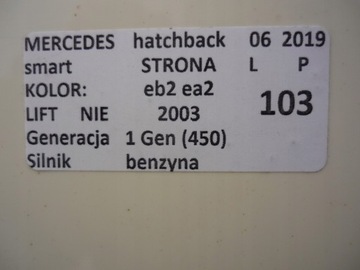 MERCEDES hatchback 06 2019
smart STRONA L P
KOLOR: eb2 ea2 103
LIFT NIE 2003
Generacja 1 Gen (450)
Silnik benzyna